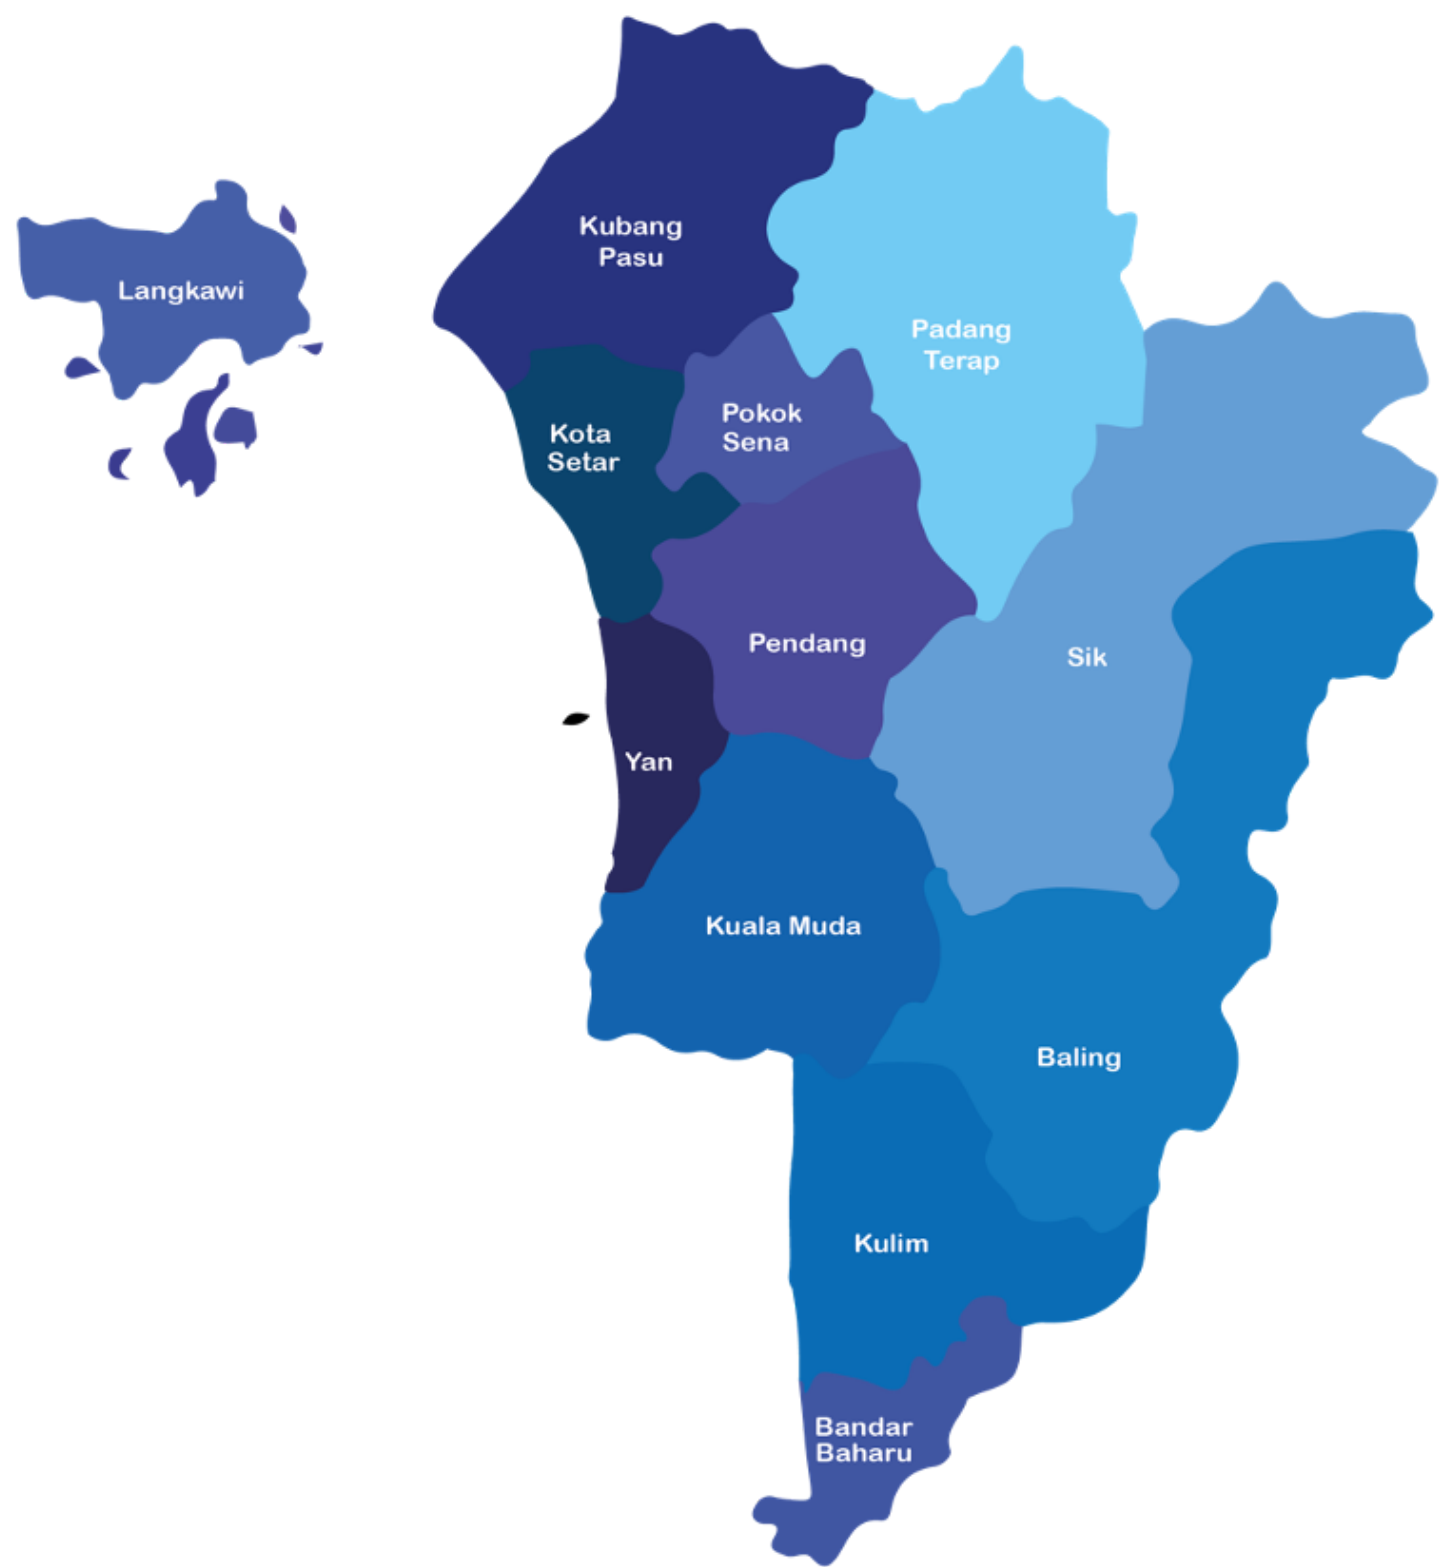 Kubang
Pasu
Langkawi
Padang
Terap
Pokok
Sena
Kota
Setar
Pendang
Sik
Yan
Kuala Muda
Baling
Kulim
Bandar
Baharu